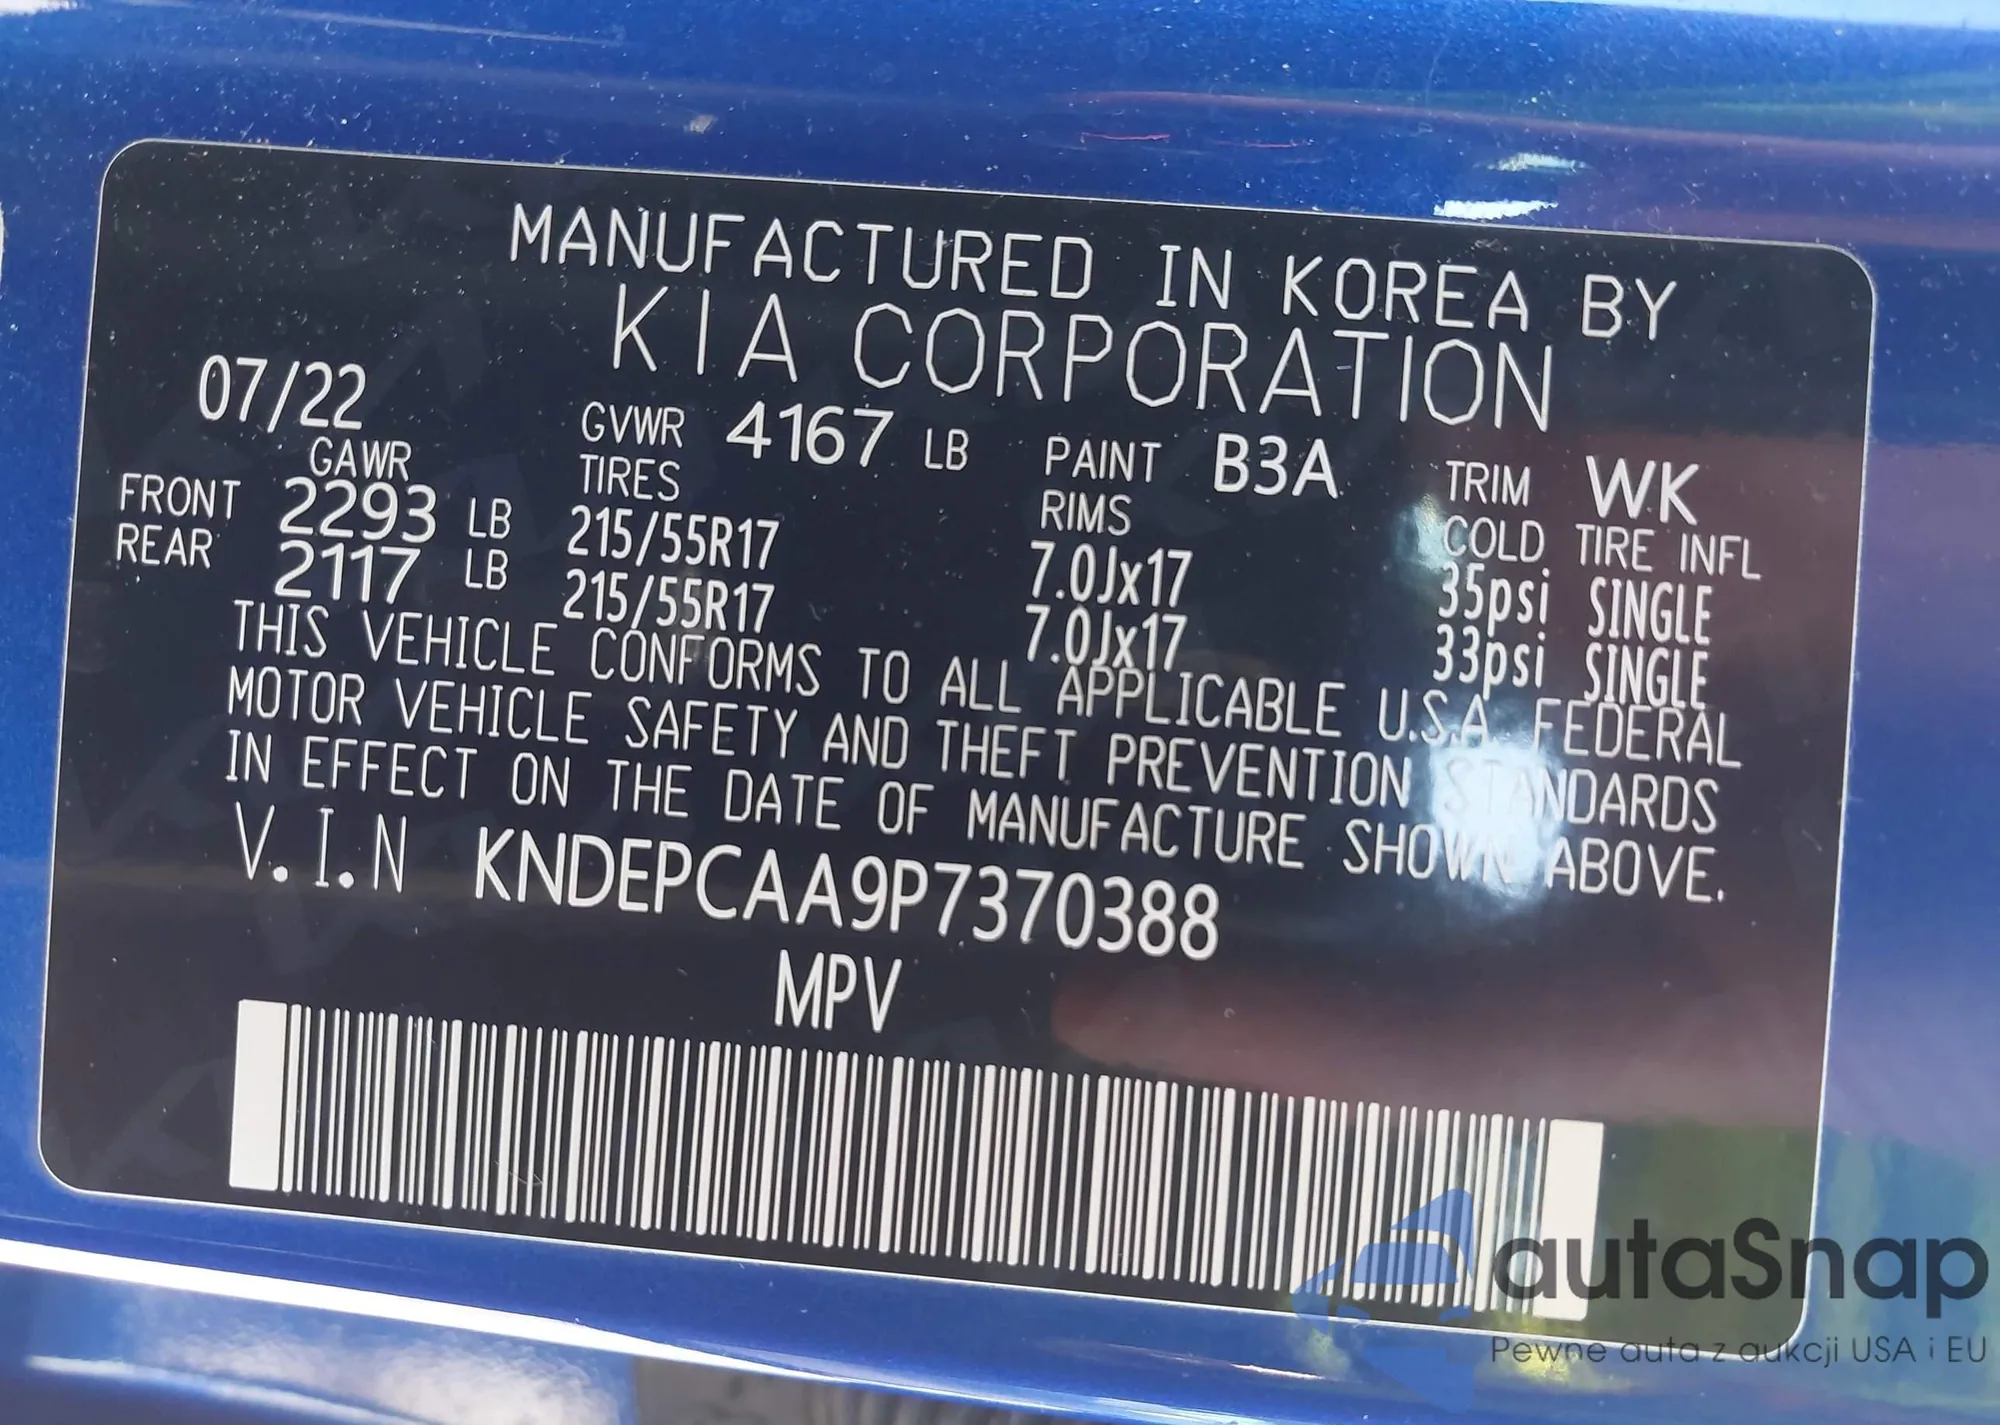 MANUFACTURED IN KOREA BY
KIA CORPORATION
07/22 GVWR 4167 LB PAINT B3A TRIM WK
GAWR TIRES RIMS COLD TIRE INFL
FRONT 2293 LB 215/55R17 7.0Jx17 35psi SINGLE
REAR 2117 LB 215/55R17 7.0Jx17 33psi SINGLE
THIS VEHICLE CONFORMS TO ALL APPLICABLE U.S.A. FEDERAL
MOTOR VEHICLE SAFETY AND THEFT PREVENTION STANDARDS
IN EFFECT ON THE DATE OF MANUFACTURE SHOWN ABOVE.
V.I.N KNDEPCAA9P7370388
MPV
autaSnap
Pewne auta z aukcji USA i EU